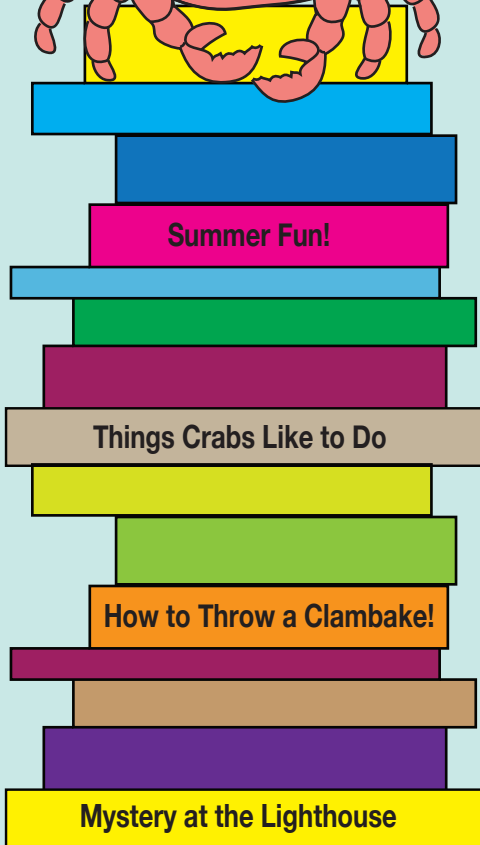 Summer Fun!
Things Crabs Like to Do
How to Throw a Clambake!
Mystery at the Lighthouse